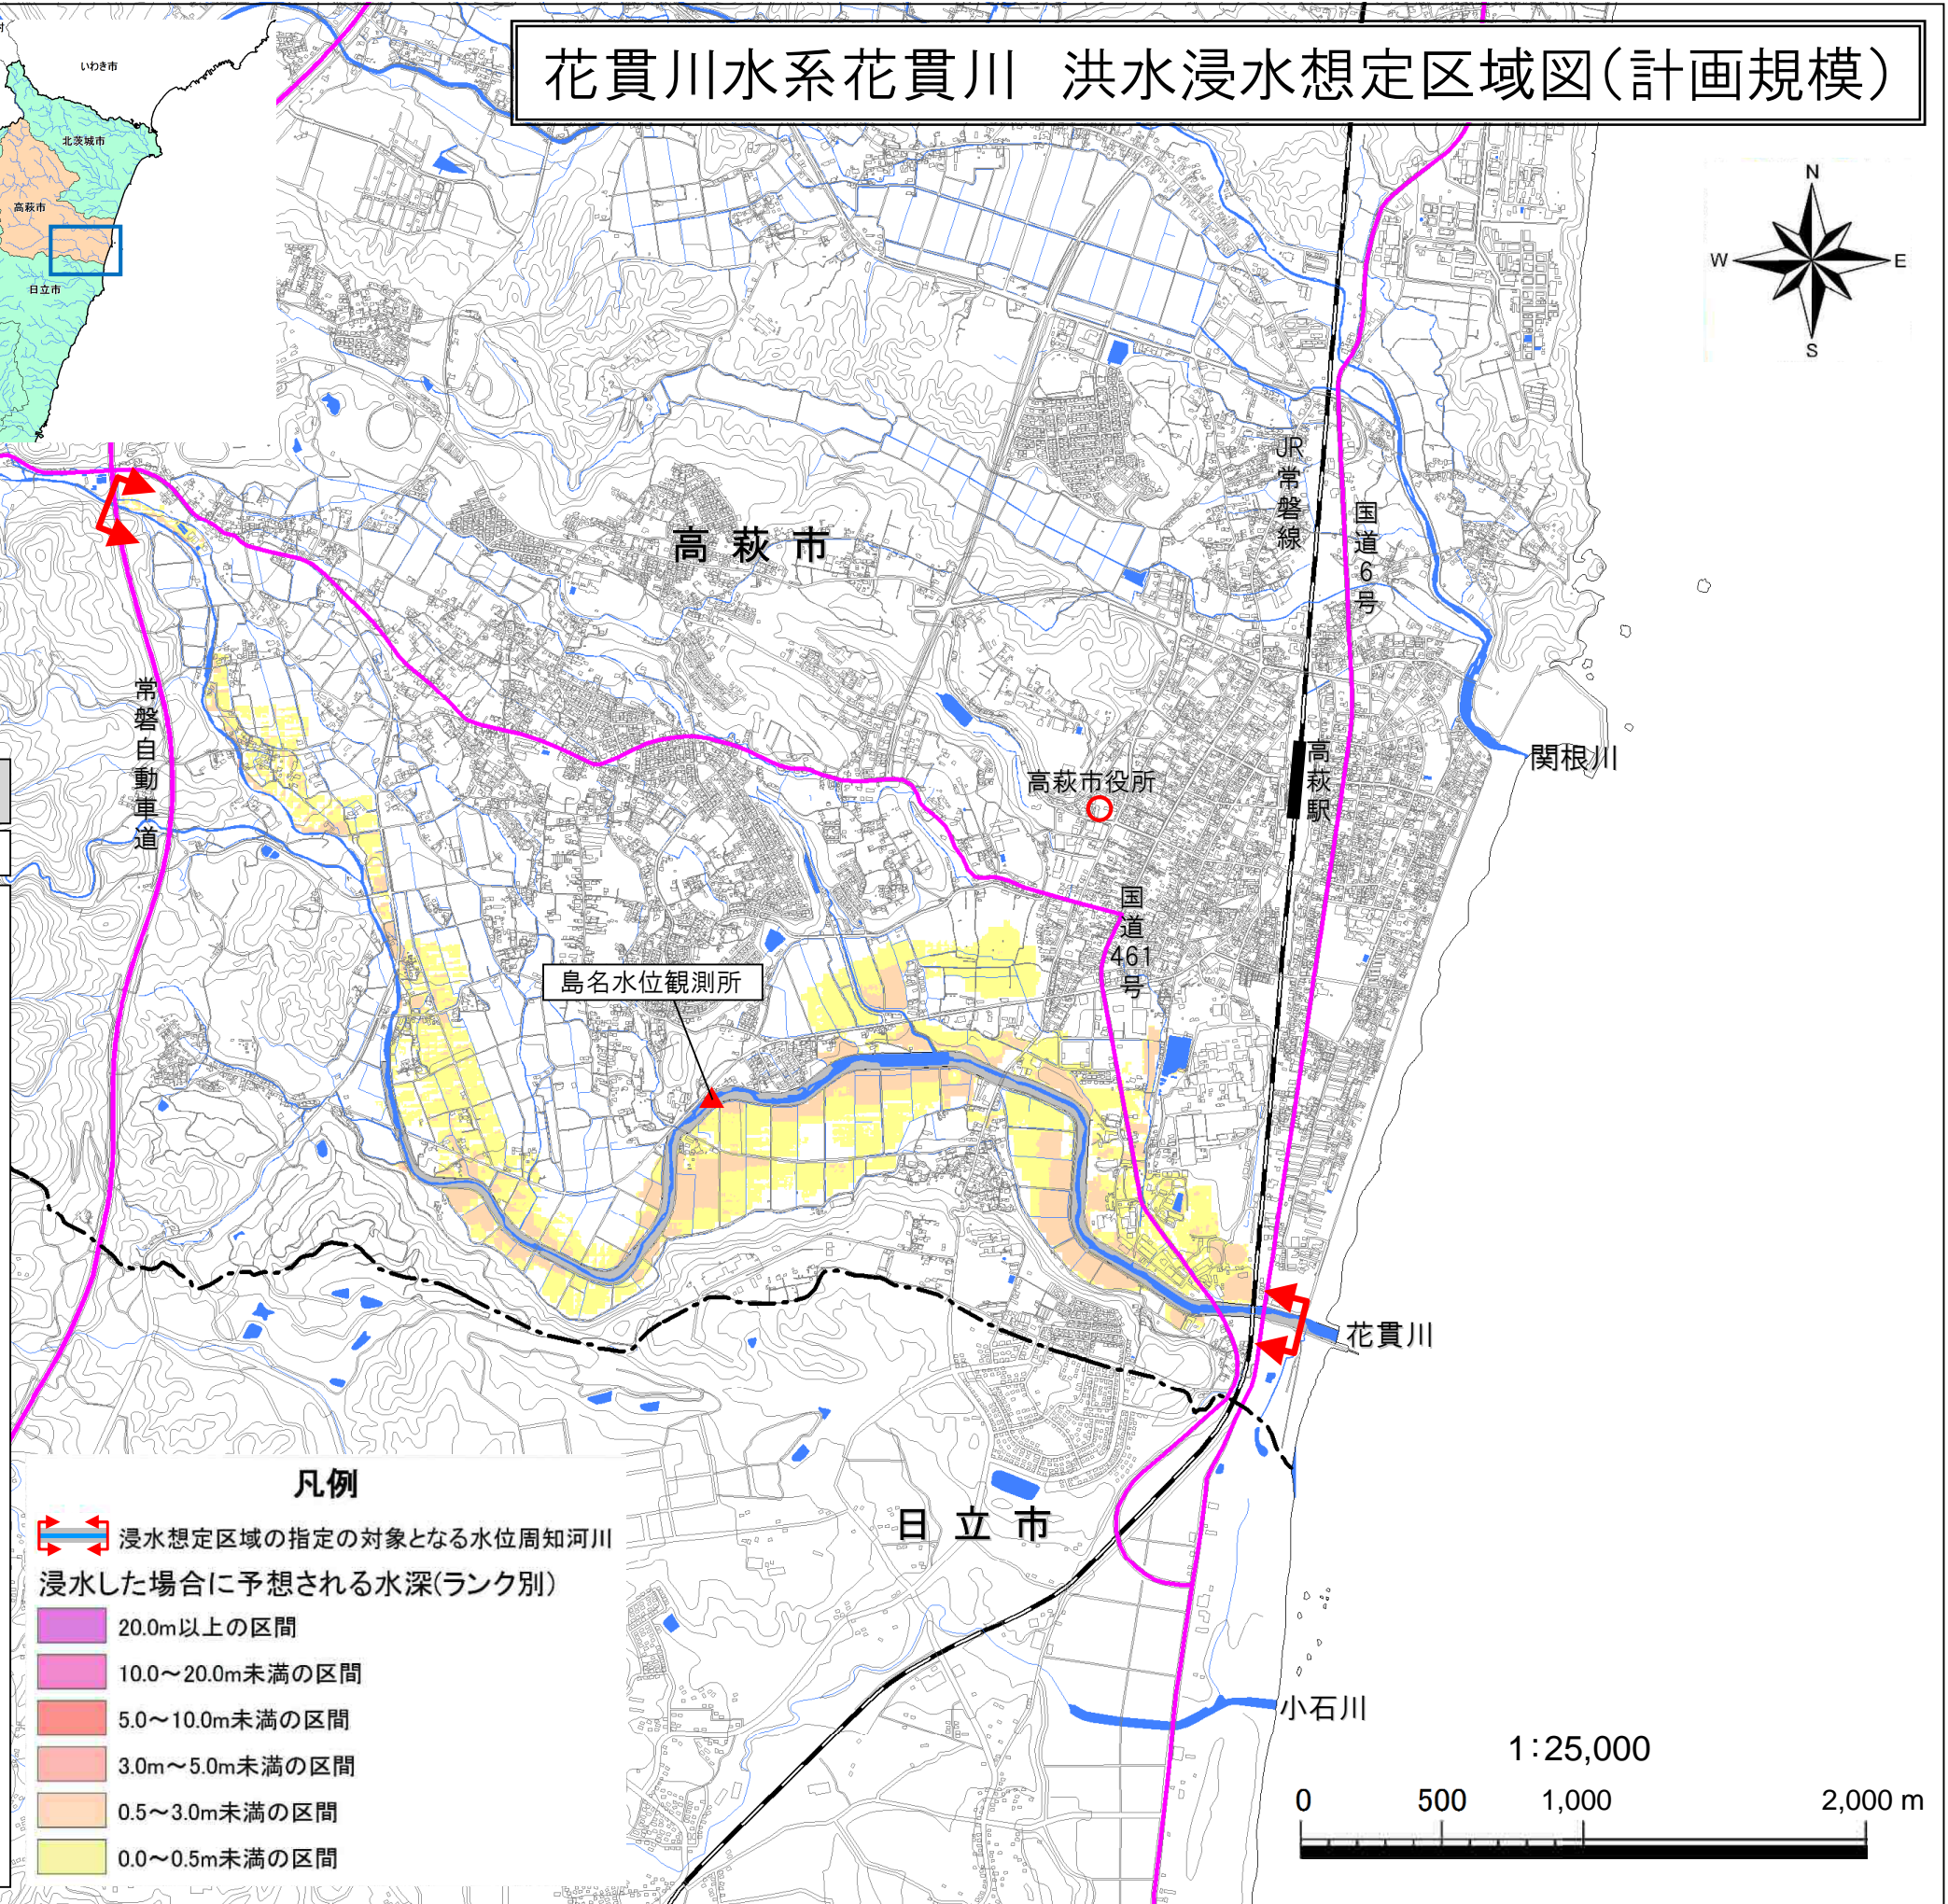 花貫川水系花貫川　洪水浸水想定区域図(計画規模)
いわき市
北茨城市
高萩市
日立市
N
W
E
S
高萩市
JR常磐線
国道6号
常磐自動車道
高萩駅
関根川
高萩市役所
国道461号
島名水位観測所
花貫川
日立市
小石川
凡例
浸水想定区域の指定の対象となる水位周知河川
浸水した場合に予想される水深(ランク別)
20.0m以上の区間
10.0～20.0m未満の区間
5.0～10.0m未満の区間
3.0m～5.0m未満の区間
0.5～3.0m未満の区間
0.0～0.5m未満の区間
1:25,000
0 500 1,000 2,000 m